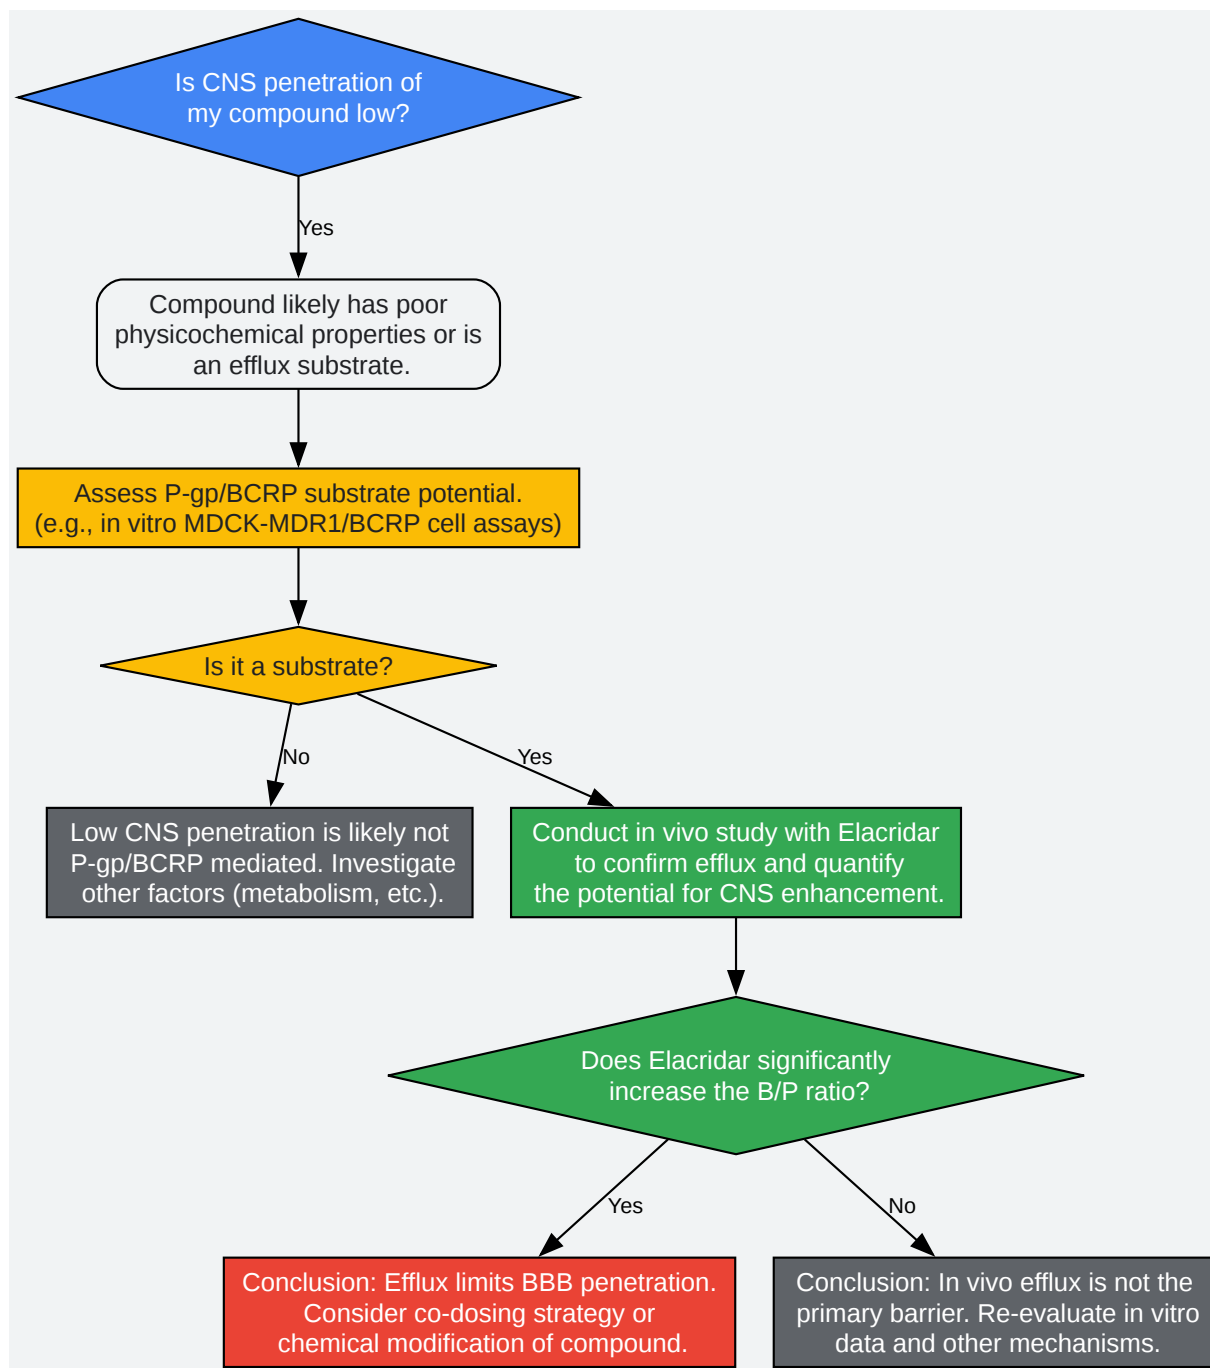 Is CNS penetration of
my compound low?
Yes
Compound likely has poor
physicochemical properties or is
an efflux substrate.
Assess P-gp/BCRP substrate potential.
(e.g., in vitro MDCK-MDR1/BCRP cell assays)
Is it a substrate?
No
Yes
Low CNS penetration is likely not
P-gp/BCRP mediated. Investigate
other factors (metabolism, etc.).
Conduct in vivo study with Elacridar
to confirm efflux and quantify
the potential for CNS enhancement.
Does Elacridar significantly
increase the B/P ratio?
Yes
No
Conclusion: Efflux limits BBB penetration.
Consider co-dosing strategy or
chemical modification of compound.
Conclusion: In vivo efflux is not the
primary barrier. Re-evaluate in vitro
data and other mechanisms.